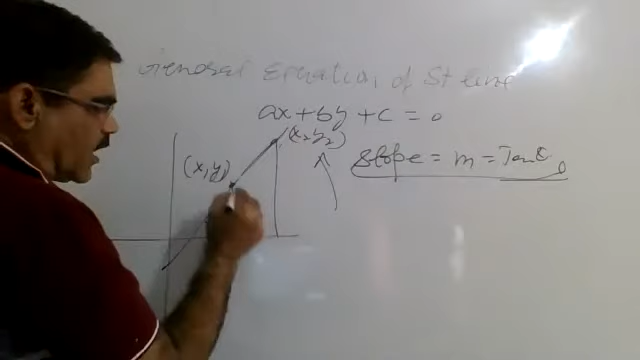 General Equation of St line
ax + by + c = 0
(x₂ y₂)
(x₁ y₁)
Slope = m = Tanθ